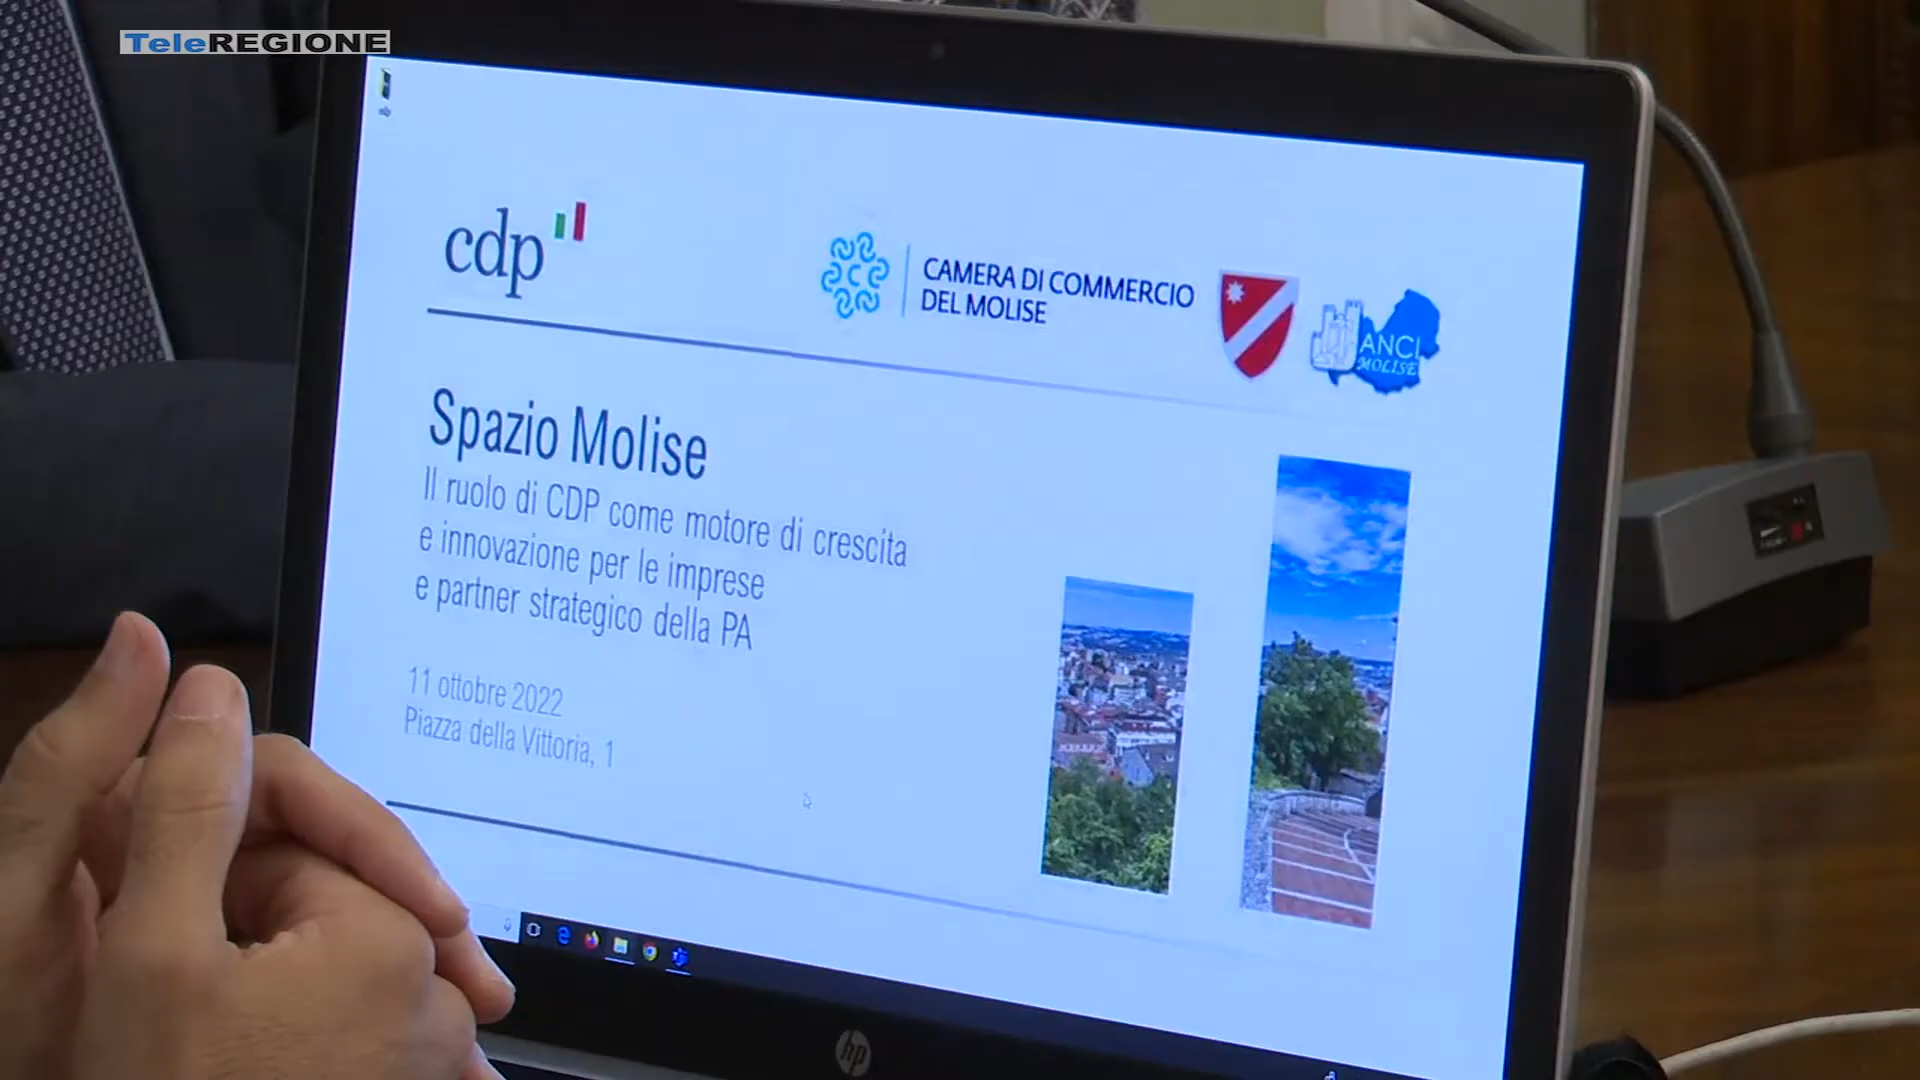 TeleREGIONE
cdp
cdp
CAMERA DI COMMERCIO
DEL MOLISE
ANCI
MOLISE
Spazio Molise
Il ruolo di CDP come motore di crescita
e innovazione per le imprese
e partner strategico della PA
11 ottobre 2022
Piazza della Vittoria, 1
hp